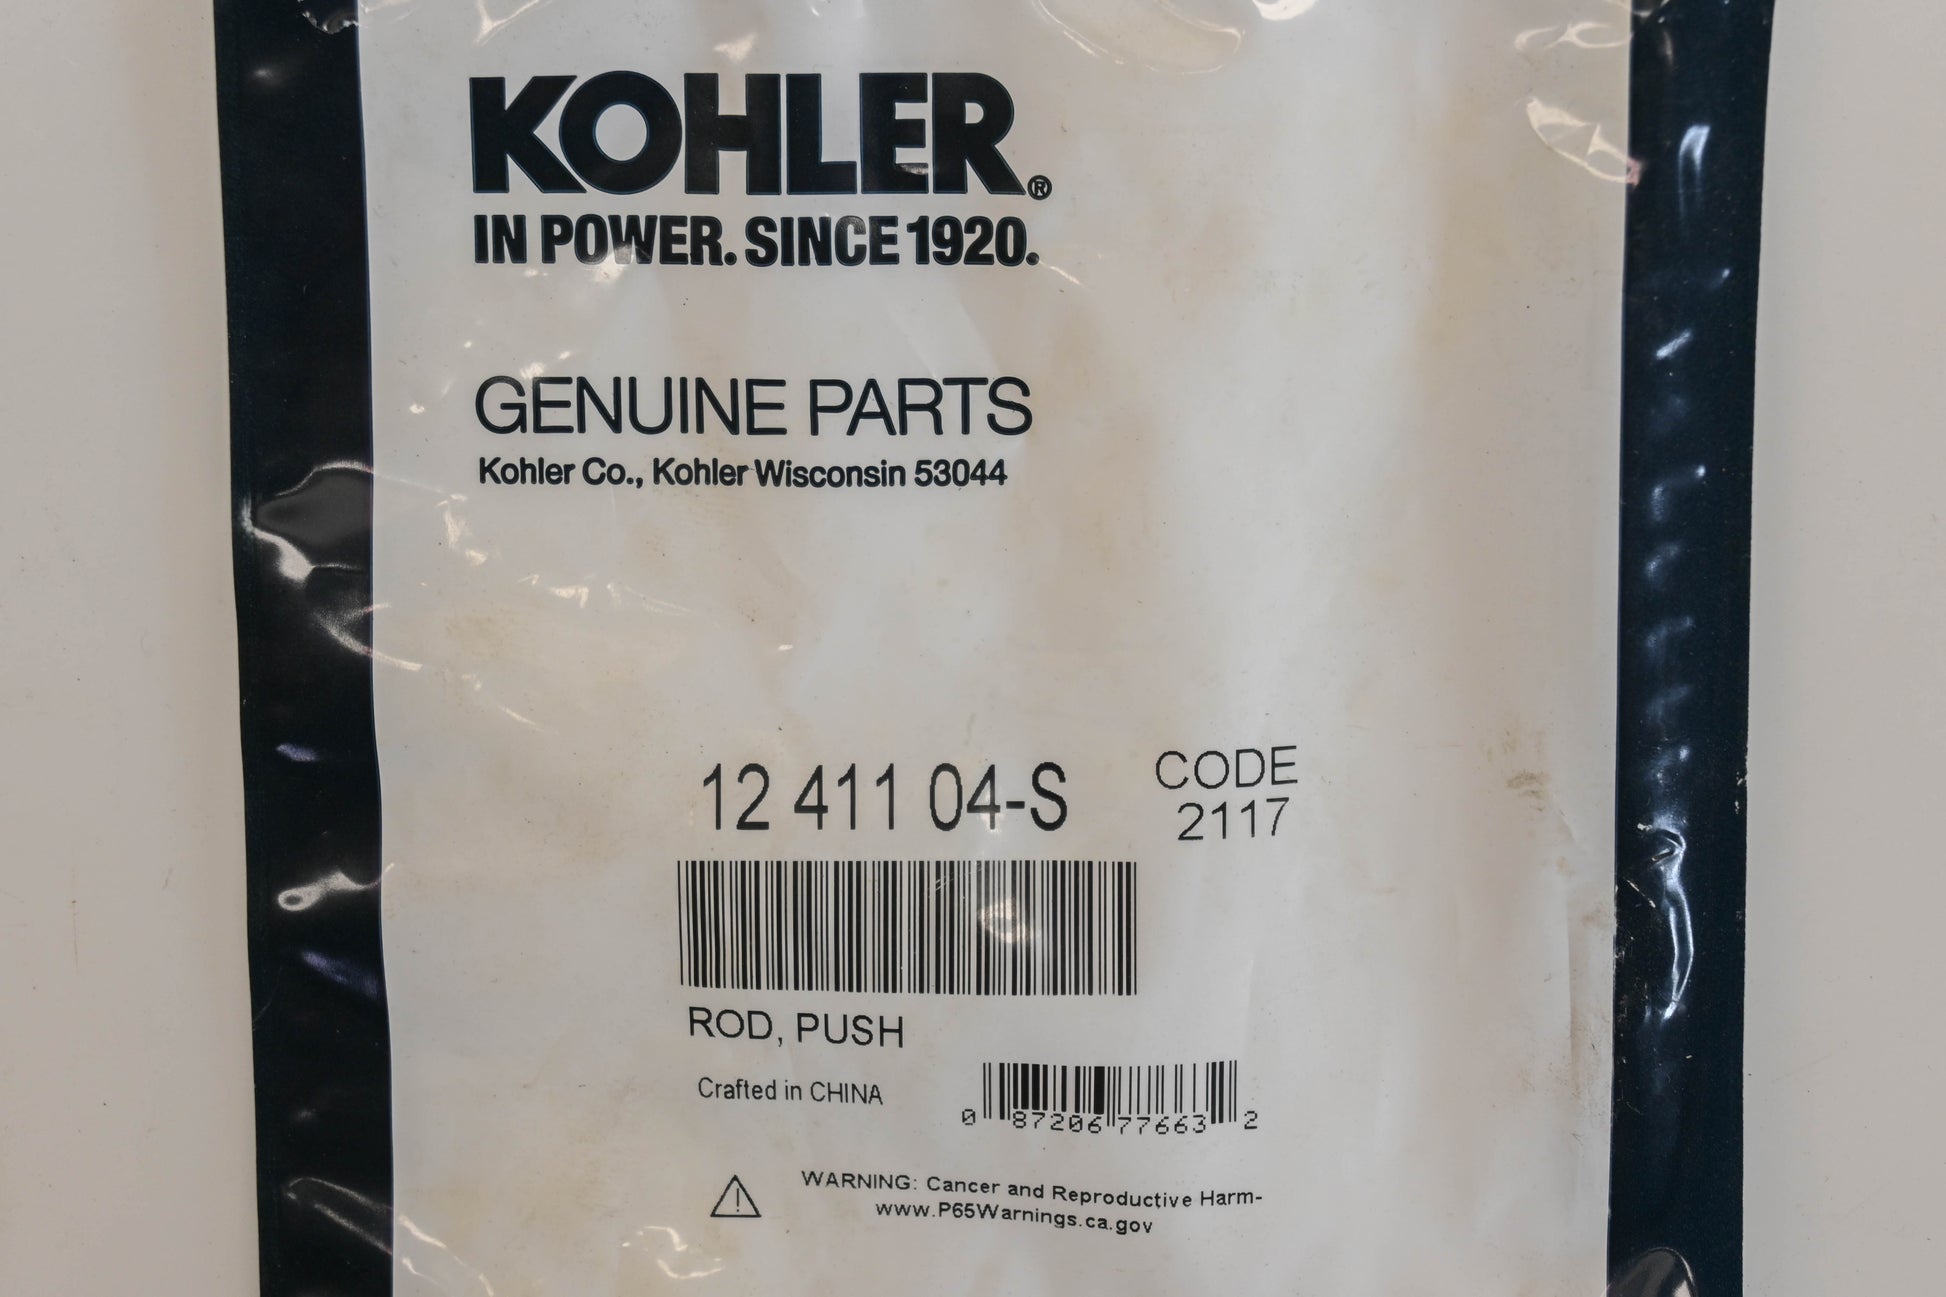 KOHLER®
IN POWER. SINCE 1920.
GENUINE PARTS
Kohler Co., Kohler Wisconsin 53044
12 411 04-S
CODE
2117
ROD, PUSH
Crafted in CHINA
0 87206 77663 2
WARNING: Cancer and Reproductive Harm-
www.P65Warnings.ca.gov